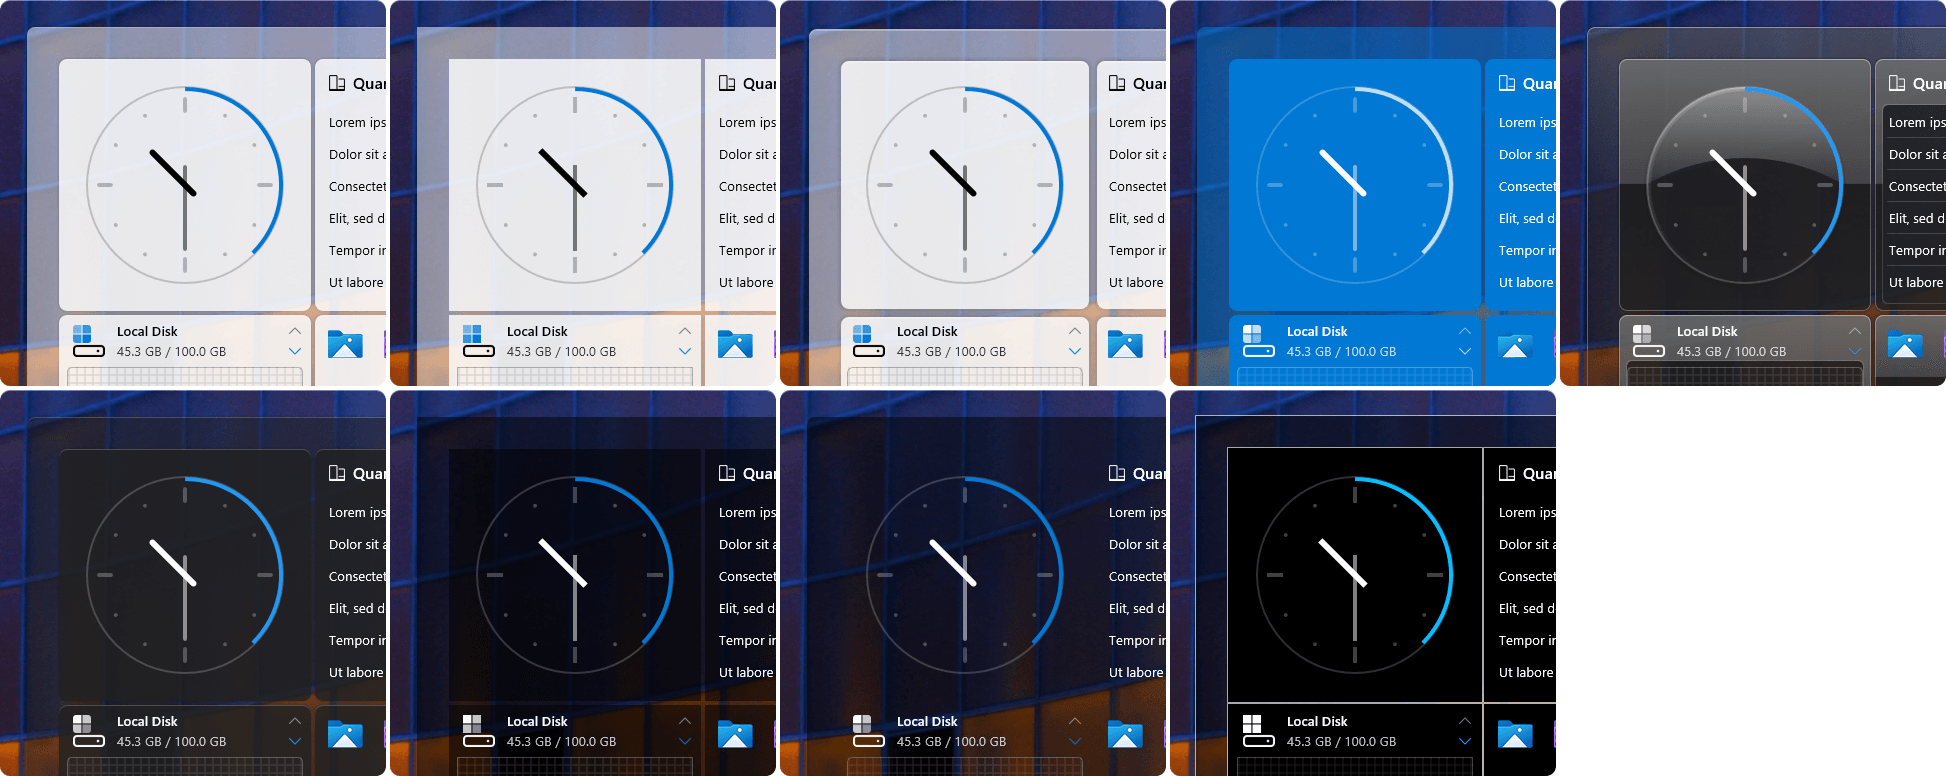 Quar
Lorem ips
Dolor sit a
Consectet
Elit, sed d
Tempor in
Ut labore
Local Disk
45.3 GB / 100.0 GB
Quar
Lorem ips
Dolor sit a
Consectet
Elit, sed d
Tempor in
Ut labore
Local Disk
45.3 GB / 100.0 GB
Quar
Lorem ips
Dolor sit a
Consectet
Elit, sed d
Tempor in
Ut labore
Local Disk
45.3 GB / 100.0 GB
Quar
Lorem ips
Dolor sit a
Consectet
Elit, sed d
Tempor in
Ut labore
Local Disk
45.3 GB / 100.0 GB
Quar
Lorem ips
Dolor sit a
Consectet
Elit, sed d
Tempor in
Ut labore
Local Disk
45.3 GB / 100.0 GB
Quar
Lorem ips
Dolor sit a
Consectet
Elit, sed d
Tempor in
Ut labore
Local Disk
45.3 GB / 100.0 GB
Quar
Lorem ips
Dolor sit a
Consectet
Elit, sed d
Tempor in
Ut labore
Local Disk
45.3 GB / 100.0 GB
Quar
Lorem ips
Dolor sit a
Consectet
Elit, sed d
Tempor in
Ut labore
Local Disk
45.3 GB / 100.0 GB
Quar
Lorem ips
Dolor sit a
Consectet
Elit, sed d
Tempor in
Ut labore
Local Disk
45.3 GB / 100.0 GB